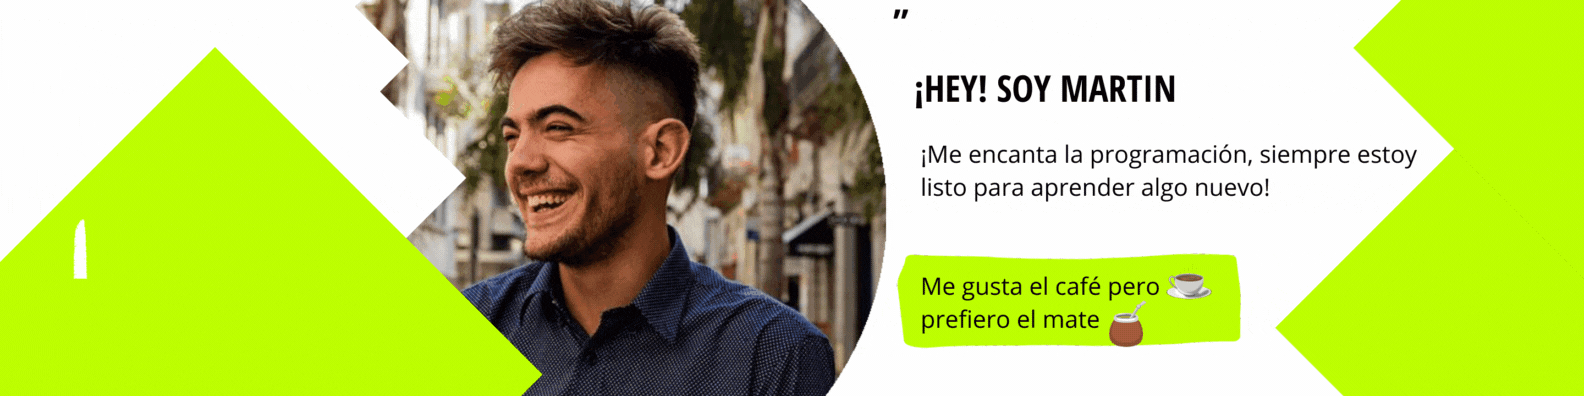 ”
¡HEY! SOY MARTIN
¡Me encanta la programación, siempre estoy
listo para aprender algo nuevo!
Me gusta el café pero
prefiero el mate